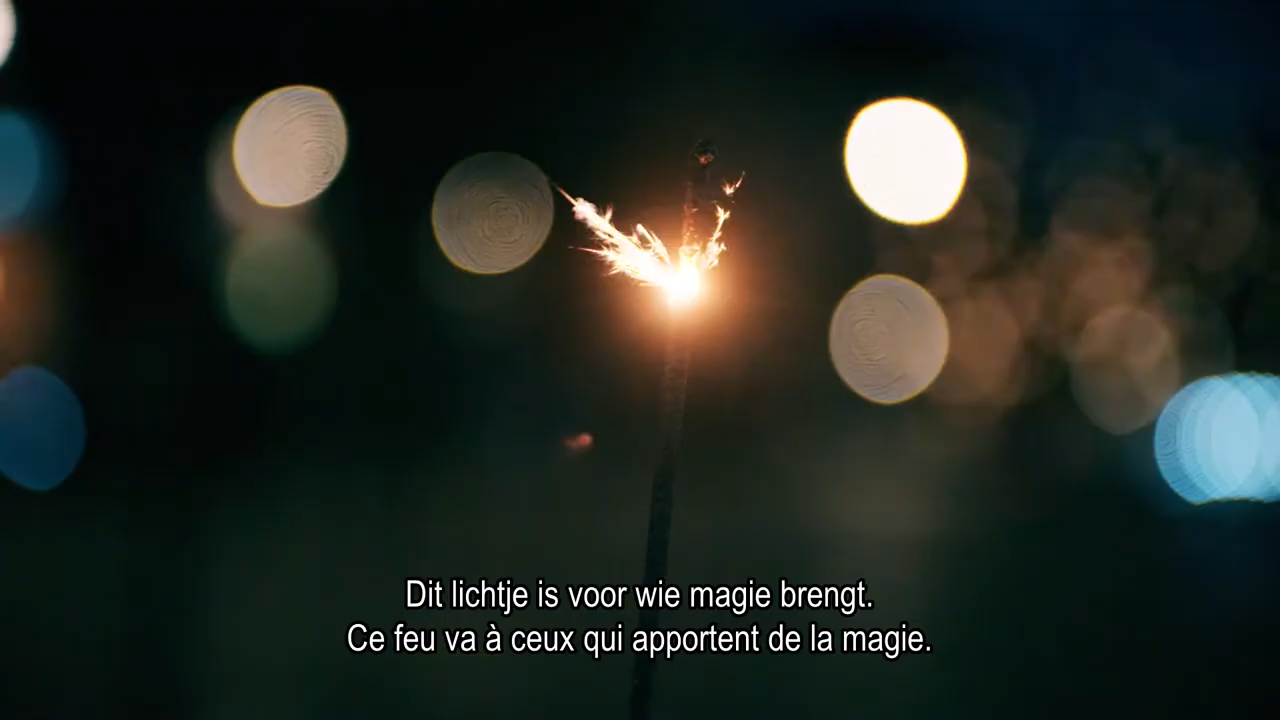 Dit lichtje is voor wie magie brengt.
Ce feu va à ceux qui apportent de la magie.